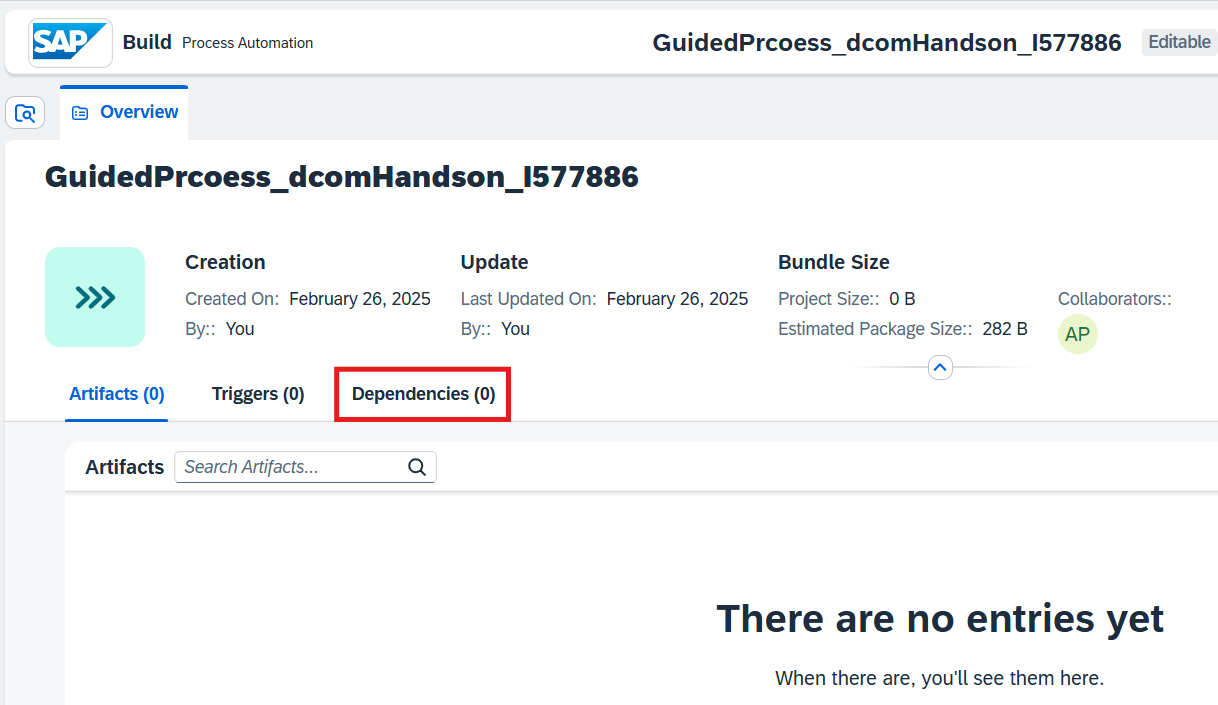 SAP Build Process Automation GuidedPrcoess_dcomHandson_I577886 Editable
Overview
GuidedPrcoess_dcomHandson_I577886
Creation Update Bundle Size
Created On: February 26, 2025 Last Updated On: February 26, 2025 Project Size:: 0 B Collaborators::
By:: You By:: You Estimated Package Size:: 282 B AP
Artifacts (0) Triggers (0) Dependencies (0)
Artifacts Search Artifacts...
There are no entries yet
When there are, you'll see them here.